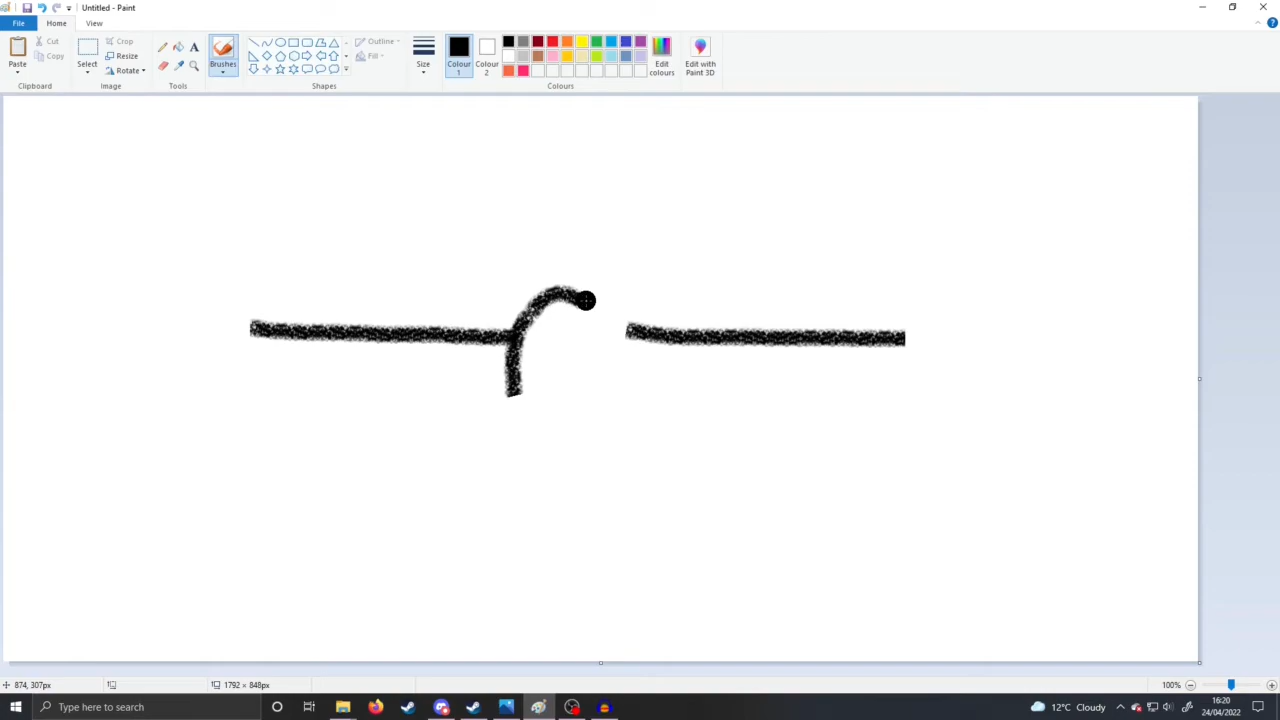 Untitled - Paint
File Home View
Paste
Cut
Copy
Clipboard
Select
Crop
Resize
Rotate
Image
A
Tools
Brushes
Outline
Fill
Shapes
Size
Colour 1
Colour 2
Colours
Edit colours
Edit with Paint 3D
874, 307px
1792 × 848px
100%
Type here to search
12°C Cloudy
16:20
24/04/2022